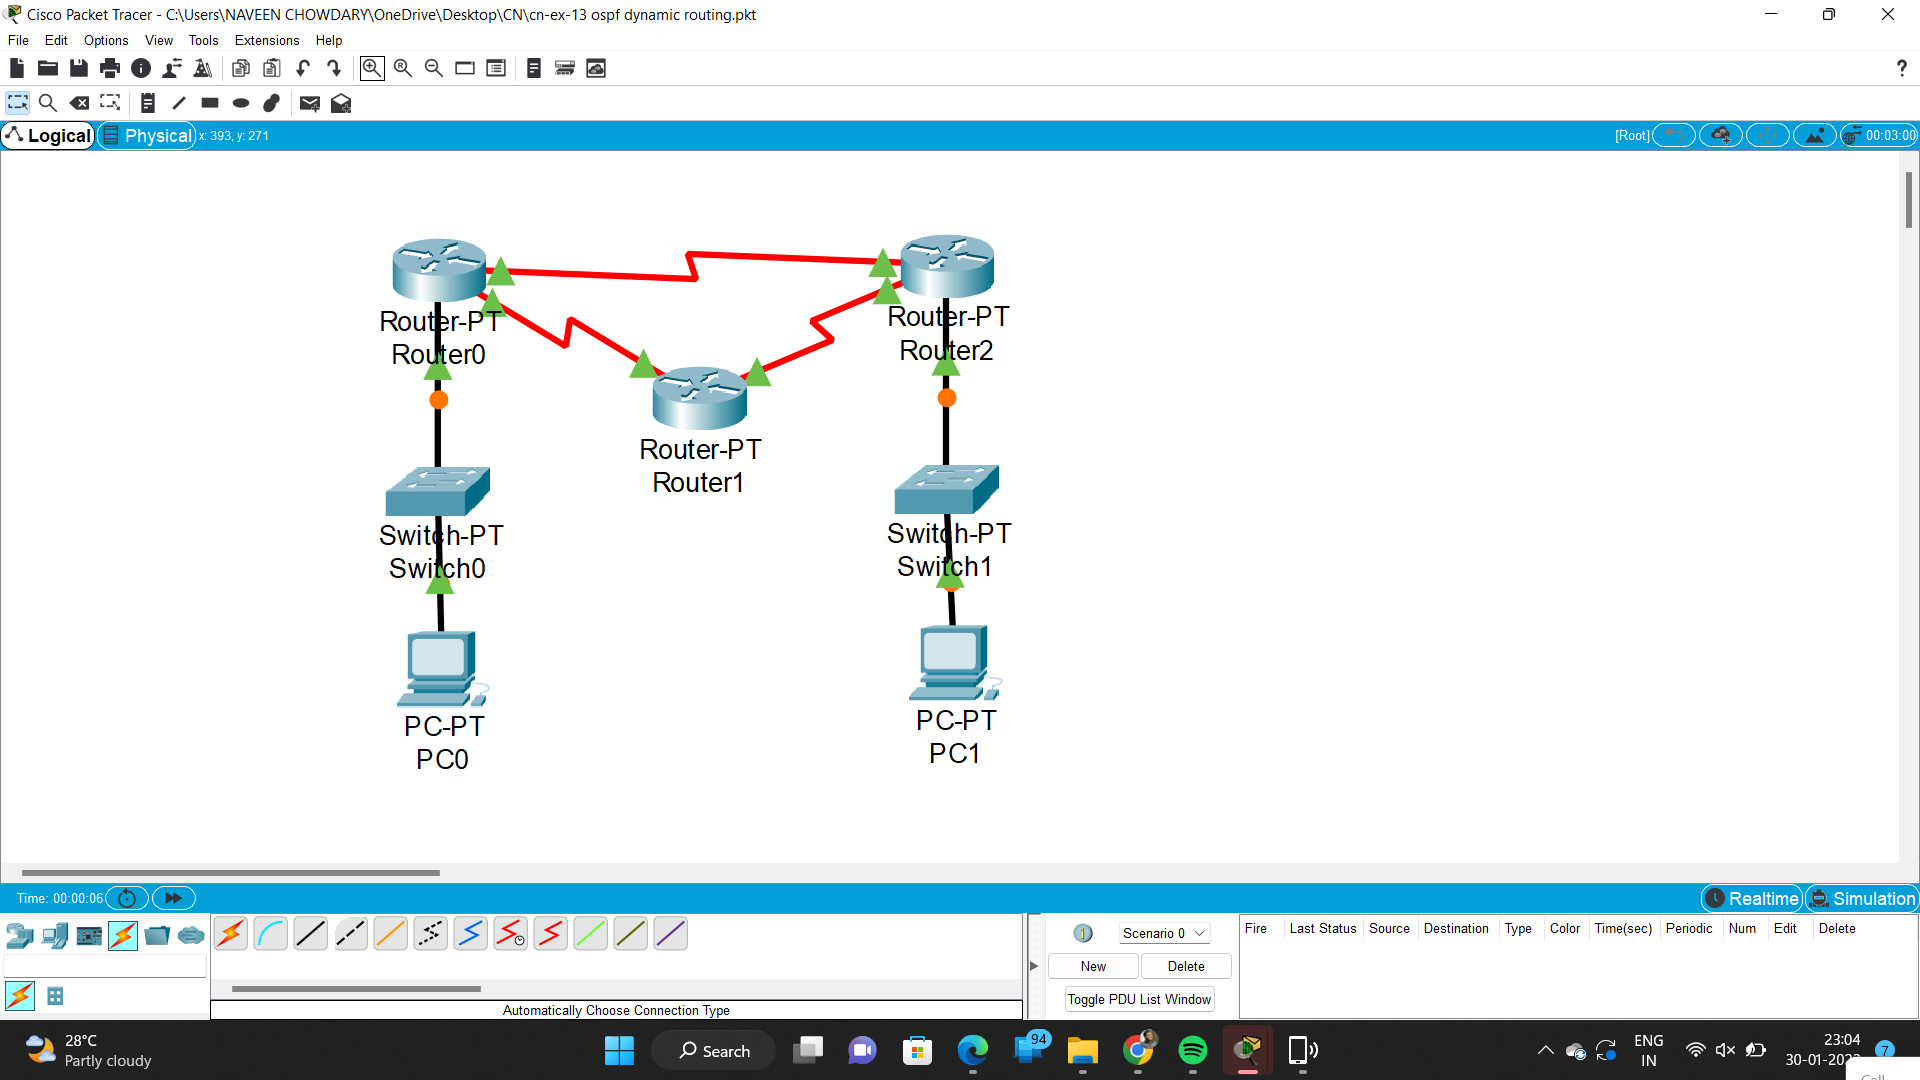 Cisco Packet Tracer - C:\Users\NAVEEN CHOWDARY\OneDrive\Desktop\CN\cn-ex-13 ospf dynamic routing.pkt
File Edit Options View Tools Extensions Help
?
Logical Physical x: 393, y: 271 [Root] 00:03:00
Router-PT
Router0
Router-PT
Router2
Router-PT
Router1
Switch-PT
Switch0
Switch-PT
Switch1
PC-PT
PC0
PC-PT
PC1
Time: 00:00:06 Realtime Simulation
Scenario 0
New Delete
Toggle PDU List Window
Fire Last Status Source Destination Type Color Time(sec) Periodic Num Edit Delete
Automatically Choose Connection Type
28°C
Partly cloudy
Search
94
ENG
IN
23:04
30-01-2023
7